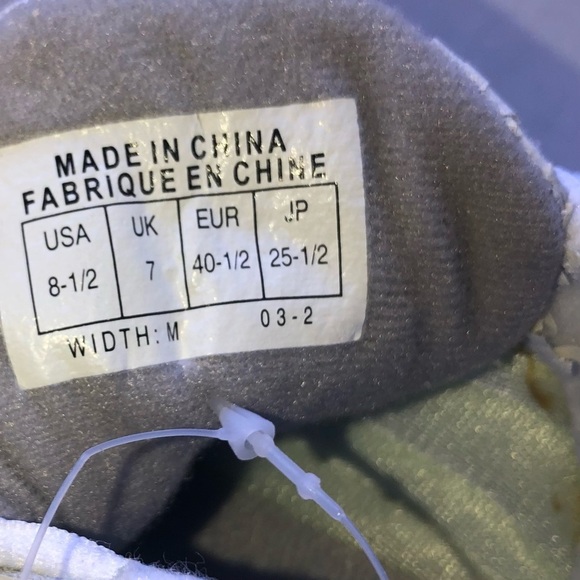 MADE IN CHINA
FABRIQUE EN CHINE
USA UK EUR JP
8-1/2 7 40-1/2 25-1/2
WIDTH: M 03-2